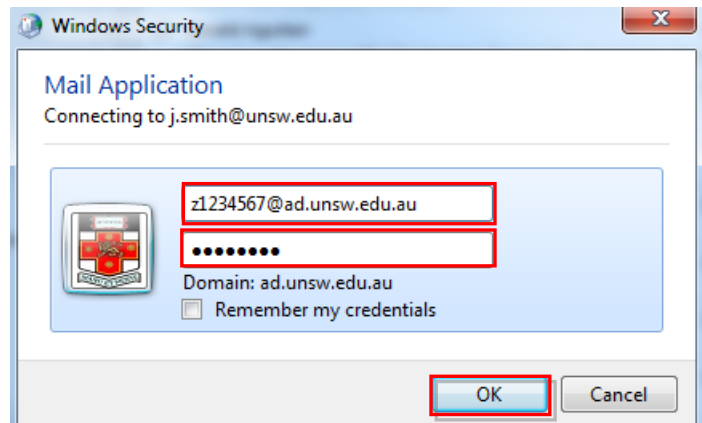 Windows Security
Mail Application
Connecting to j.smith@unsw.edu.au
z1234567@ad.unsw.edu.au
••••••••
Domain: ad.unsw.edu.au
Remember my credentials
OK
Cancel